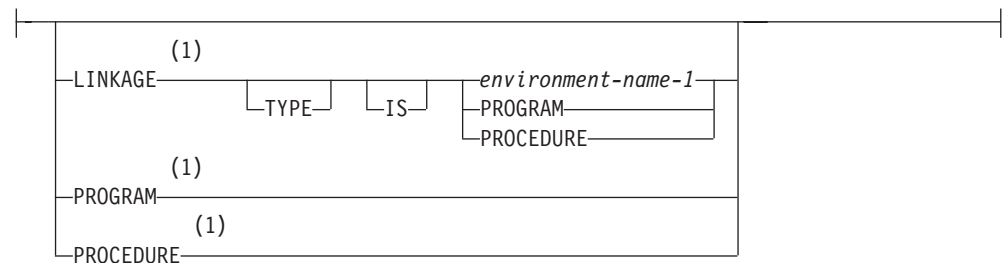 (1)
LINKAGE environment-name-1
TYPE IS PROGRAM
PROCEDURE
(1)
PROGRAM
(1)
PROCEDURE